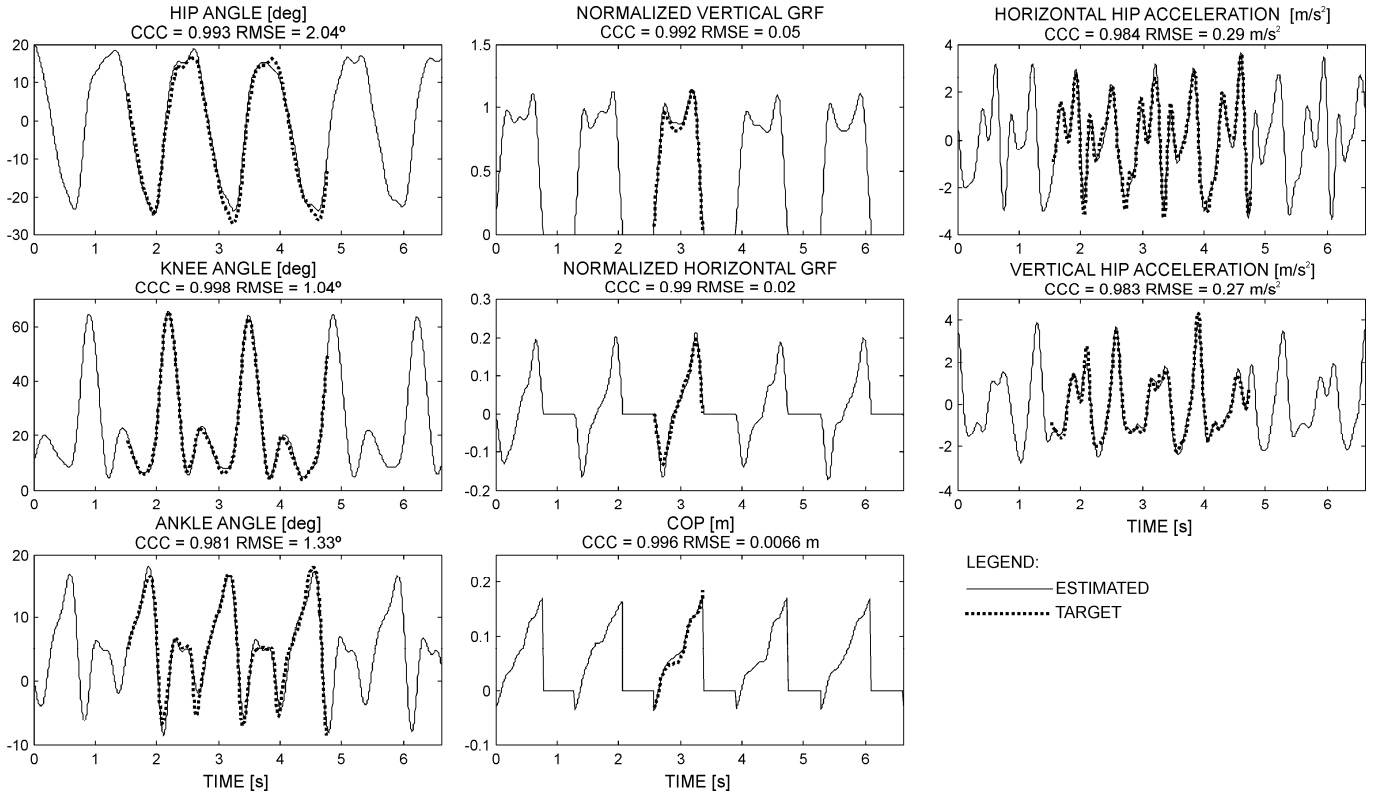 HIP ANGLE [deg]
CCC = 0.993 RMSE = 2.04º
20
10
0
-10
-20
-30
0 1 2 3 4 5 6
KNEE ANGLE [deg]
CCC = 0.998 RMSE = 1.04º
60
40
20
0
0 1 2 3 4 5 6
ANKLE ANGLE [deg]
CCC = 0.981 RMSE = 1.33º
20
10
0
-10
0 1 2 3 4 5 6
TIME [s]
NORMALIZED VERTICAL GRF
CCC = 0.992 RMSE = 0.05
1.5
1
0.5
0
0 1 2 3 4 5 6
NORMALIZED HORIZONTAL GRF
CCC = 0.99 RMSE = 0.02
0.3
0.2
0.1
0
-0.1
-0.2
0 1 2 3 4 5 6
COP [m]
CCC = 0.996 RMSE = 0.0066 m
0.2
0.1
0
-0.1
0 1 2 3 4 5 6
TIME [s]
HORIZONTAL HIP ACCELERATION [m/s²]
CCC = 0.984 RMSE = 0.29 m/s²
4
2
0
-2
-4
0 1 2 3 4 5 6
VERTICAL HIP ACCELERATION [m/s²]
CCC = 0.983 RMSE = 0.27 m/s²
4
2
0
-2
-4
0 1 2 3 4 5 6
TIME [s]
LEGEND:
ESTIMATED
TARGET